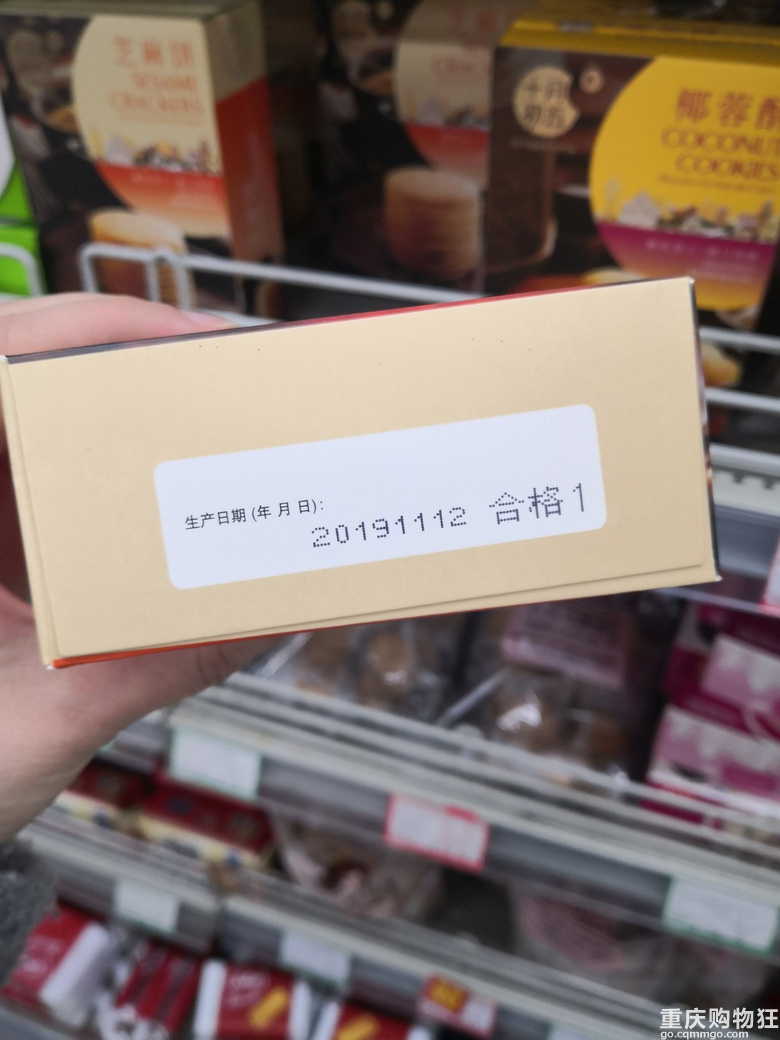 芝麻饼
SESAME
CRACKERS
椰蓉酥
COCONUT
COOKIES
生产日期 (年 月 日):
20191112 合格1
重庆购物狂
go.cqmmgo.com